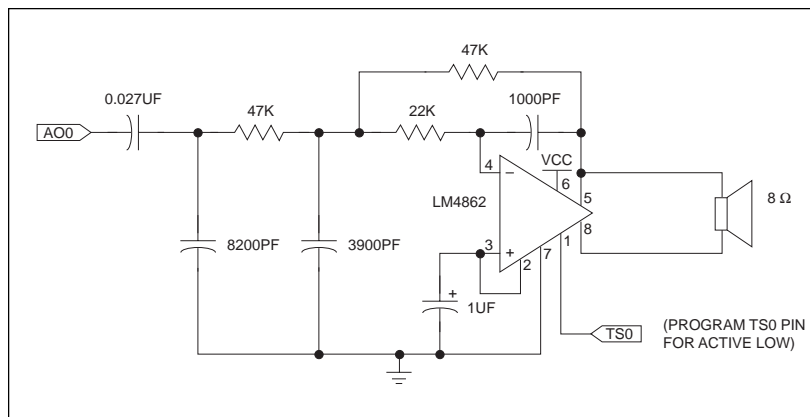 47K
0.027UF
47K
22K
1000PF
AO0
4
–
VCC
6
LM4862
5
8 Ω
8
3
+
2
7
1
8200PF
3900PF
+
1UF
TS0
(PROGRAM TS0 PIN
FOR ACTIVE LOW)